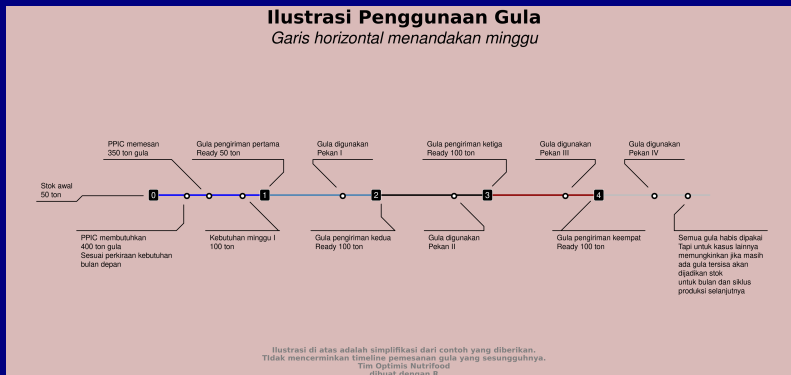 Ilustrasi Penggunaan Gula
Garis horizontal menandakan minggu
PPIC memesan
350 ton gula
Gula pengiriman pertama
Ready 50 ton
Gula digunakan
Pekan I
Gula pengiriman ketiga
Ready 100 ton
Gula digunakan
Pekan III
Gula digunakan
Pekan IV
Stok awal
50 ton
0
1
2
3
4
PPIC membutuhkan
400 ton gula
Sesuai perkiraan kebutuhan
bulan depan
Kebutuhan minggu I
100 ton
Gula pengiriman kedua
Ready 100 ton
Gula digunakan
Pekan II
Gula pengiriman keempat
Ready 100 ton
Semua gula habis dipakai
Tapi untuk kasus lainnya
memungkinkan jika masih
ada gula tersisa akan
dijadikan stok
untuk bulan dan siklus
produksi selanjutnya
Ilustrasi di atas adalah simplifikasi dari contoh yang diberikan.
TIdak mencerminkan timeline pemesanan gula yang sesungguhnya.
Tim Optimis Nutrifood
dibuat dengan R